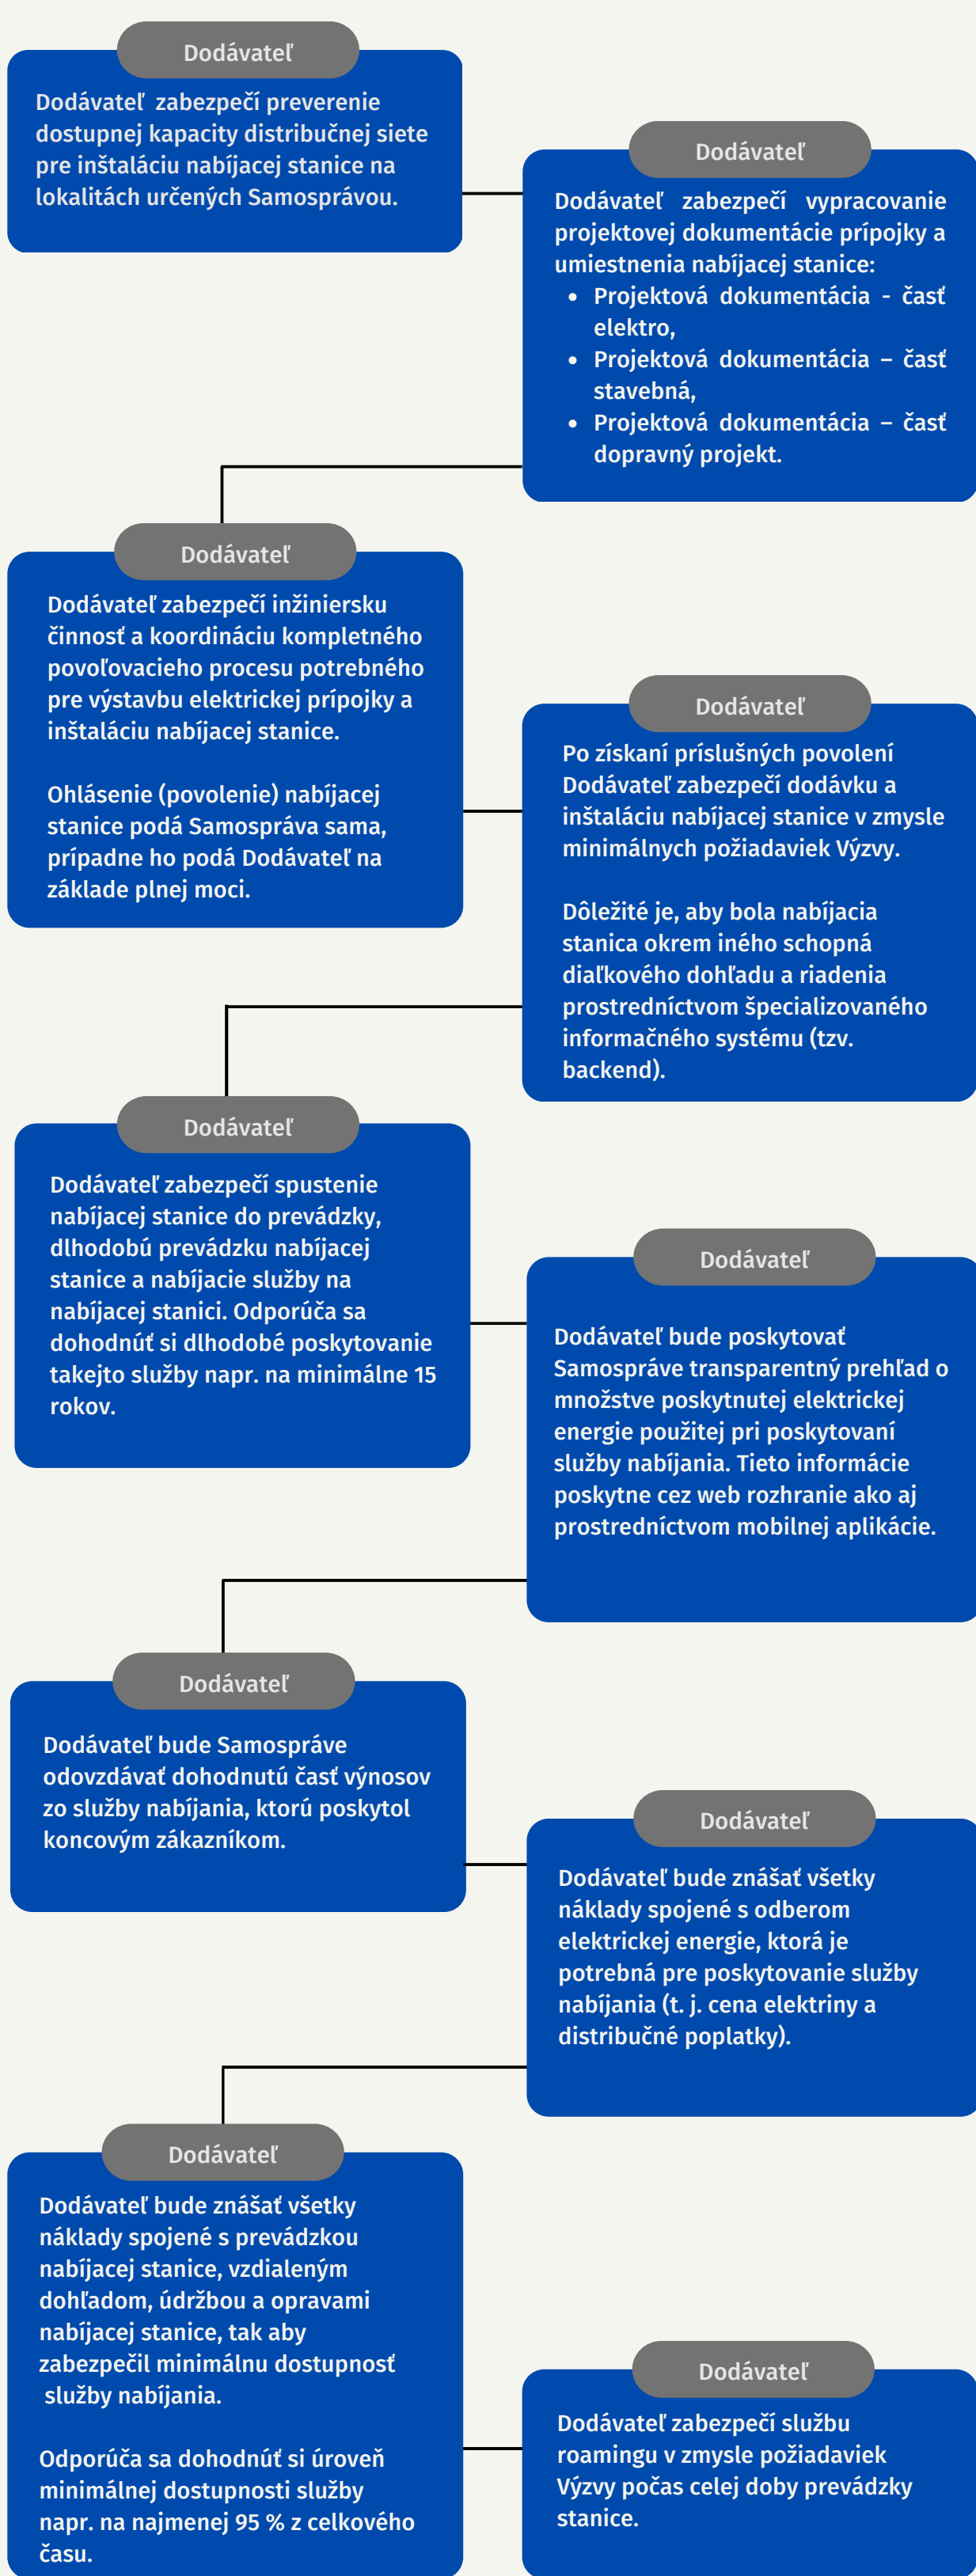 Dodávateľ
Dodávateľ zabezpečí preverenie
dostupnej kapacity distribučnej siete
pre inštaláciu nabíjacej stanice na
lokalitách určených Samosprávou.
Dodávateľ
Dodávateľ zabezpečí vypracovanie
projektovej dokumentácie prípojky a
umiestnenia nabíjacej stanice:
• Projektová dokumentácia - časť
elektro,
• Projektová dokumentácia – časť
stavebná,
• Projektová dokumentácia – časť
dopravný projekt.
Dodávateľ
Dodávateľ zabezpečí inžiniersku
činnosť a koordináciu kompletného
povoľovacieho procesu potrebného
pre výstavbu elektrickej prípojky a
inštaláciu nabíjacej stanice.
Ohlásenie (povolenie) nabíjacej
stanice podá Samospráva sama,
prípadne ho podá Dodávateľ na
základe plnej moci.
Dodávateľ
Po získaní príslušných povolení
Dodávateľ zabezpečí dodávku a
inštaláciu nabíjacej stanice v zmysle
minimálnych požiadaviek Výzvy.
Dôležité je, aby bola nabíjacia
stanica okrem iného schopná
diaľkového dohľadu a riadenia
prostredníctvom špecializovaného
informačného systému (tzv.
backend).
Dodávateľ
Dodávateľ zabezpečí spustenie
nabíjacej stanice do prevádzky,
dlhodobú prevádzku nabíjacej
stanice a nabíjacie služby na
nabíjacej stanici. Odporúča sa
dohodnúť si dlhodobé poskytovanie
takejto služby napr. na minimálne 15
rokov.
Dodávateľ
Dodávateľ bude poskytovať
Samospráve transparentný prehľad o
množstve poskytnutej elektrickej
energie použitej pri poskytovaní
služby nabíjania. Tieto informácie
poskytne cez web rozhranie ako aj
prostredníctvom mobilnej aplikácie.
Dodávateľ
Dodávateľ bude Samospráve
odovzdávať dohodnutú časť výnosov
zo služby nabíjania, ktorú poskytol
koncovým zákazníkom.
Dodávateľ
Dodávateľ bude znášať všetky
náklady spojené s odberom
elektrickej energie, ktorá je
potrebná pre poskytovanie služby
nabíjania (t. j. cena elektriny a
distribučné poplatky).
Dodávateľ
Dodávateľ bude znášať všetky
náklady spojené s prevádzkou
nabíjacej stanice, vzdialeným
dohľadom, údržbou a opravami
nabíjacej stanice, tak aby
zabezpečil minimálnu dostupnosť
služby nabíjania.
Odporúča sa dohodnúť si úroveň
minimálnej dostupnosti služby
napr. na najmenej 95 % z celkového
času.
Dodávateľ
Dodávateľ zabezpečí službu
roamingu v zmysle požiadaviek
Výzvy počas celej doby prevádzky
stanice.